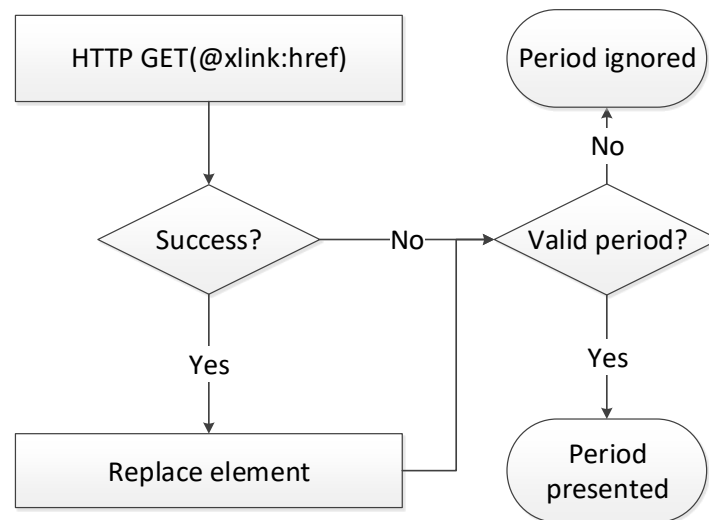 HTTP GET(@xlink:href)
Period ignored
No
Success?
No
Valid period?
Yes
Yes
Replace element
Period
presented